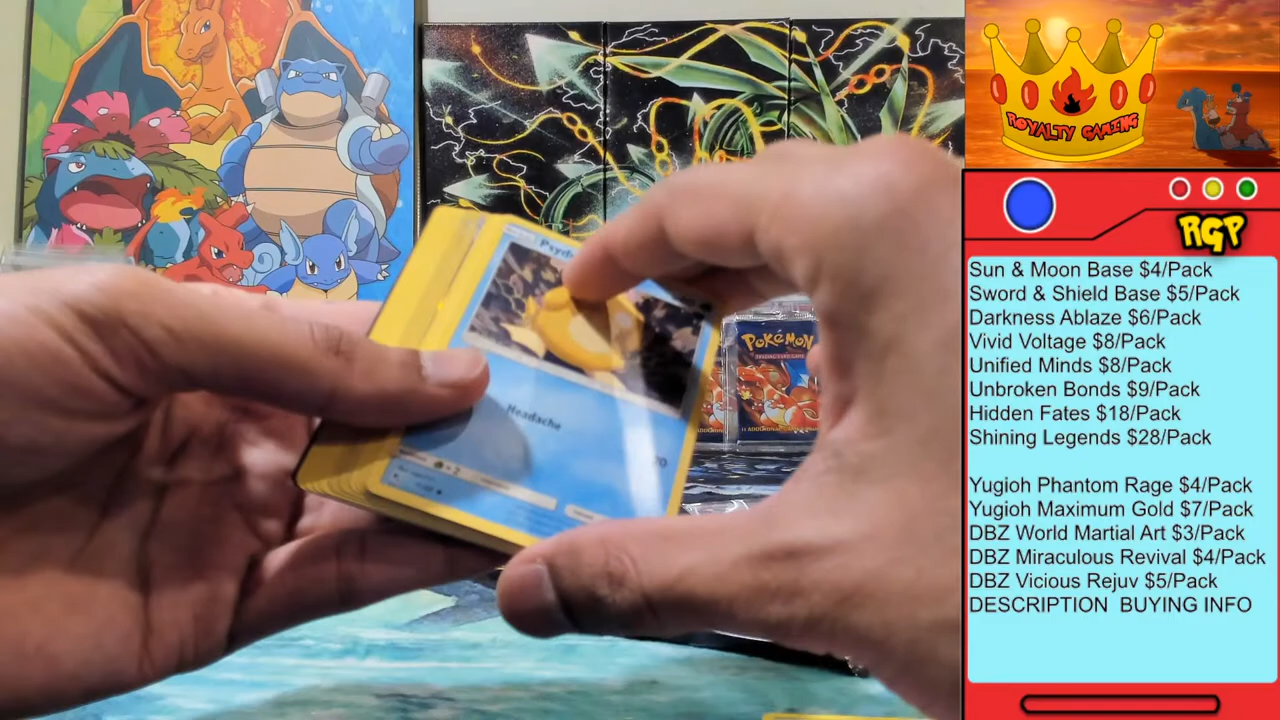 ROYALTY GAMING
RGP
Sun & Moon Base $4/Pack
Sword & Shield Base $5/Pack
Darkness Ablaze $6/Pack
Vivid Voltage $8/Pack
Unified Minds $8/Pack
Unbroken Bonds $9/Pack
Hidden Fates $18/Pack
Shining Legends $28/Pack
Yugioh Phantom Rage $4/Pack
Yugioh Maximum Gold $7/Pack
DBZ World Martial Art $3/Pack
DBZ Miraculous Revival $4/Pack
DBZ Vicious Rejuv $5/Pack
DESCRIPTION BUYING INFO
Headache
POKéMON
TRADING CARD GAME